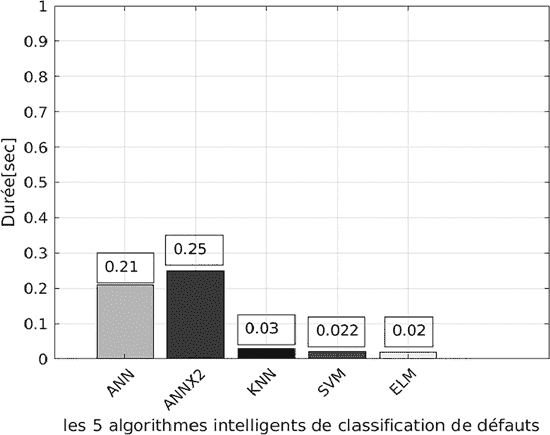 1
0.9
0.8
0.7
0.6
0.5
0.4
0.3
0.2
0.1
0
Durée[sec]
0.21
0.25
0.03
0.022
0.02
ANN
ANNX2
KNN
SVM
ELM
les 5 algorithmes intelligents de classification de défauts